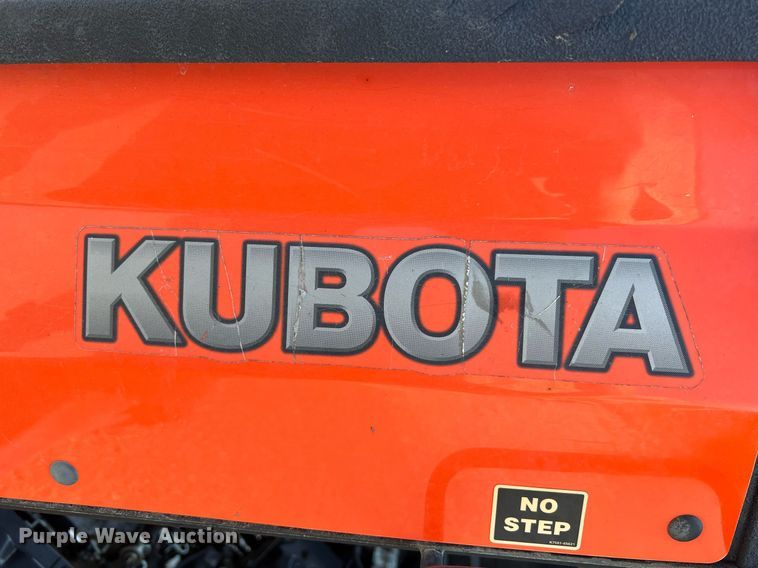 KUBOTA
NO
STEP
Purple Wave Auction